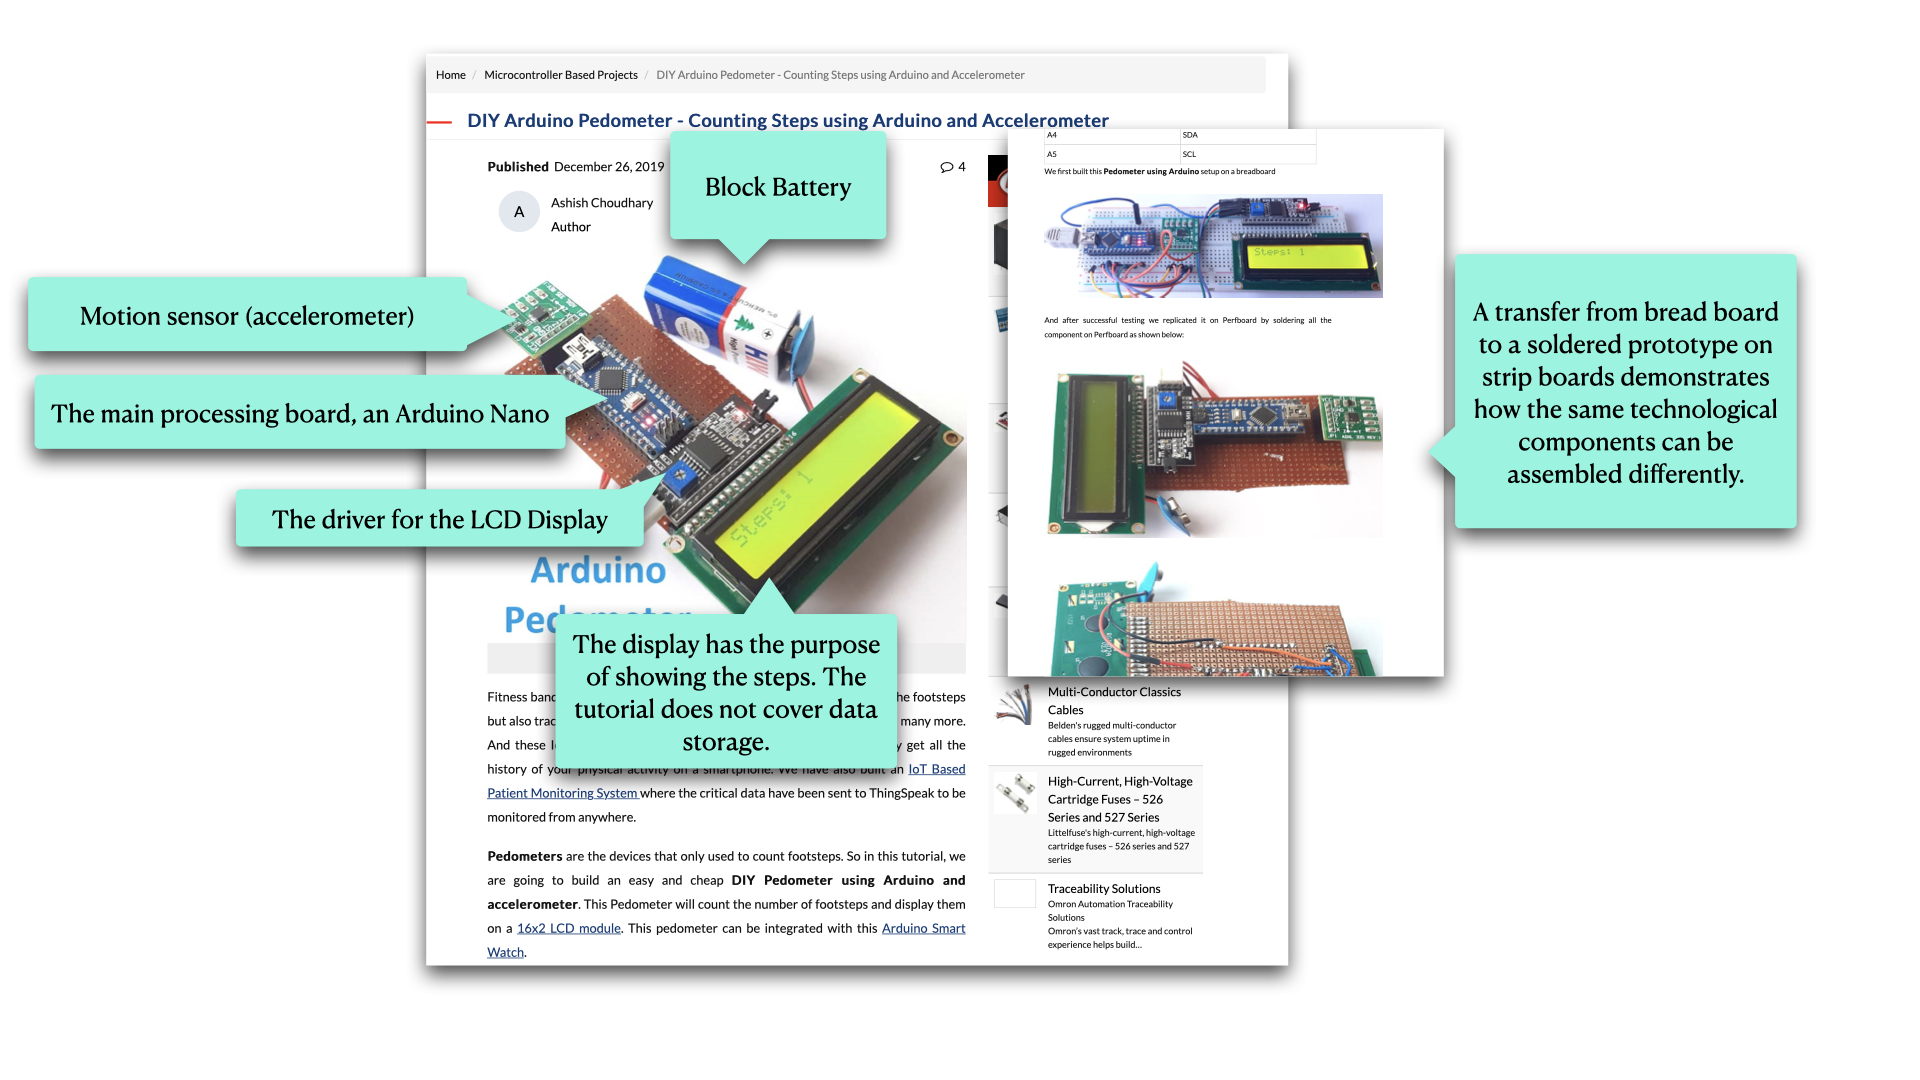 Home / Microcontroller Based Projects / DIY Arduino Pedometer - Counting Steps using Arduino and Accelerometer
DIY Arduino Pedometer - Counting Steps using Arduino and Accelerometer
Published December 26, 2019
4
A
Ashish Choudhary
Author
Block Battery
Motion sensor (accelerometer)
The main processing board, an Arduino Nano
The driver for the LCD Display
Steps: 1
Arduino
Pedometer
The display has the purpose
of showing the steps. The
tutorial does not cover data
storage.
Fitness
he footsteps
but also
many more.
And these
get all the
history of your physical activity on a smartphone. We have also built an IoT Based
Patient Monitoring System where the critical data have been sent to ThingSpeak to be
monitored from anywhere.
Pedometers are the devices that only used to count footsteps. So in this tutorial, we
are going to build an easy and cheap DIY Pedometer using Arduino and
accelerometer. This Pedometer will count the number of footsteps and display them
on a 16x2 LCD module. This pedometer can be integrated with this Arduino Smart
Watch.
A4 SDA
A5 SCL
We first built this Pedometer using Arduino setup on a breadboard
Steps: 1
And after successful testing we replicated it on Perfboard by soldering all the
component on Perfboard as shown below:
A transfer from bread board
to a soldered prototype on
strip boards demonstrates
how the same technological
components can be
assembled differently.
Multi-Conductor Classics
Cables
Belden's rugged multi-conductor
cables ensure system uptime in
rugged environments
High-Current, High-Voltage
Cartridge Fuses – 526
Series and 527 Series
Littelfuse's high-current, high-voltage
cartridge fuses – 526 series and 527
series
Traceability Solutions
Omron Automation Traceability
Solutions
Omron's vast track, trace and control
experience helps build...